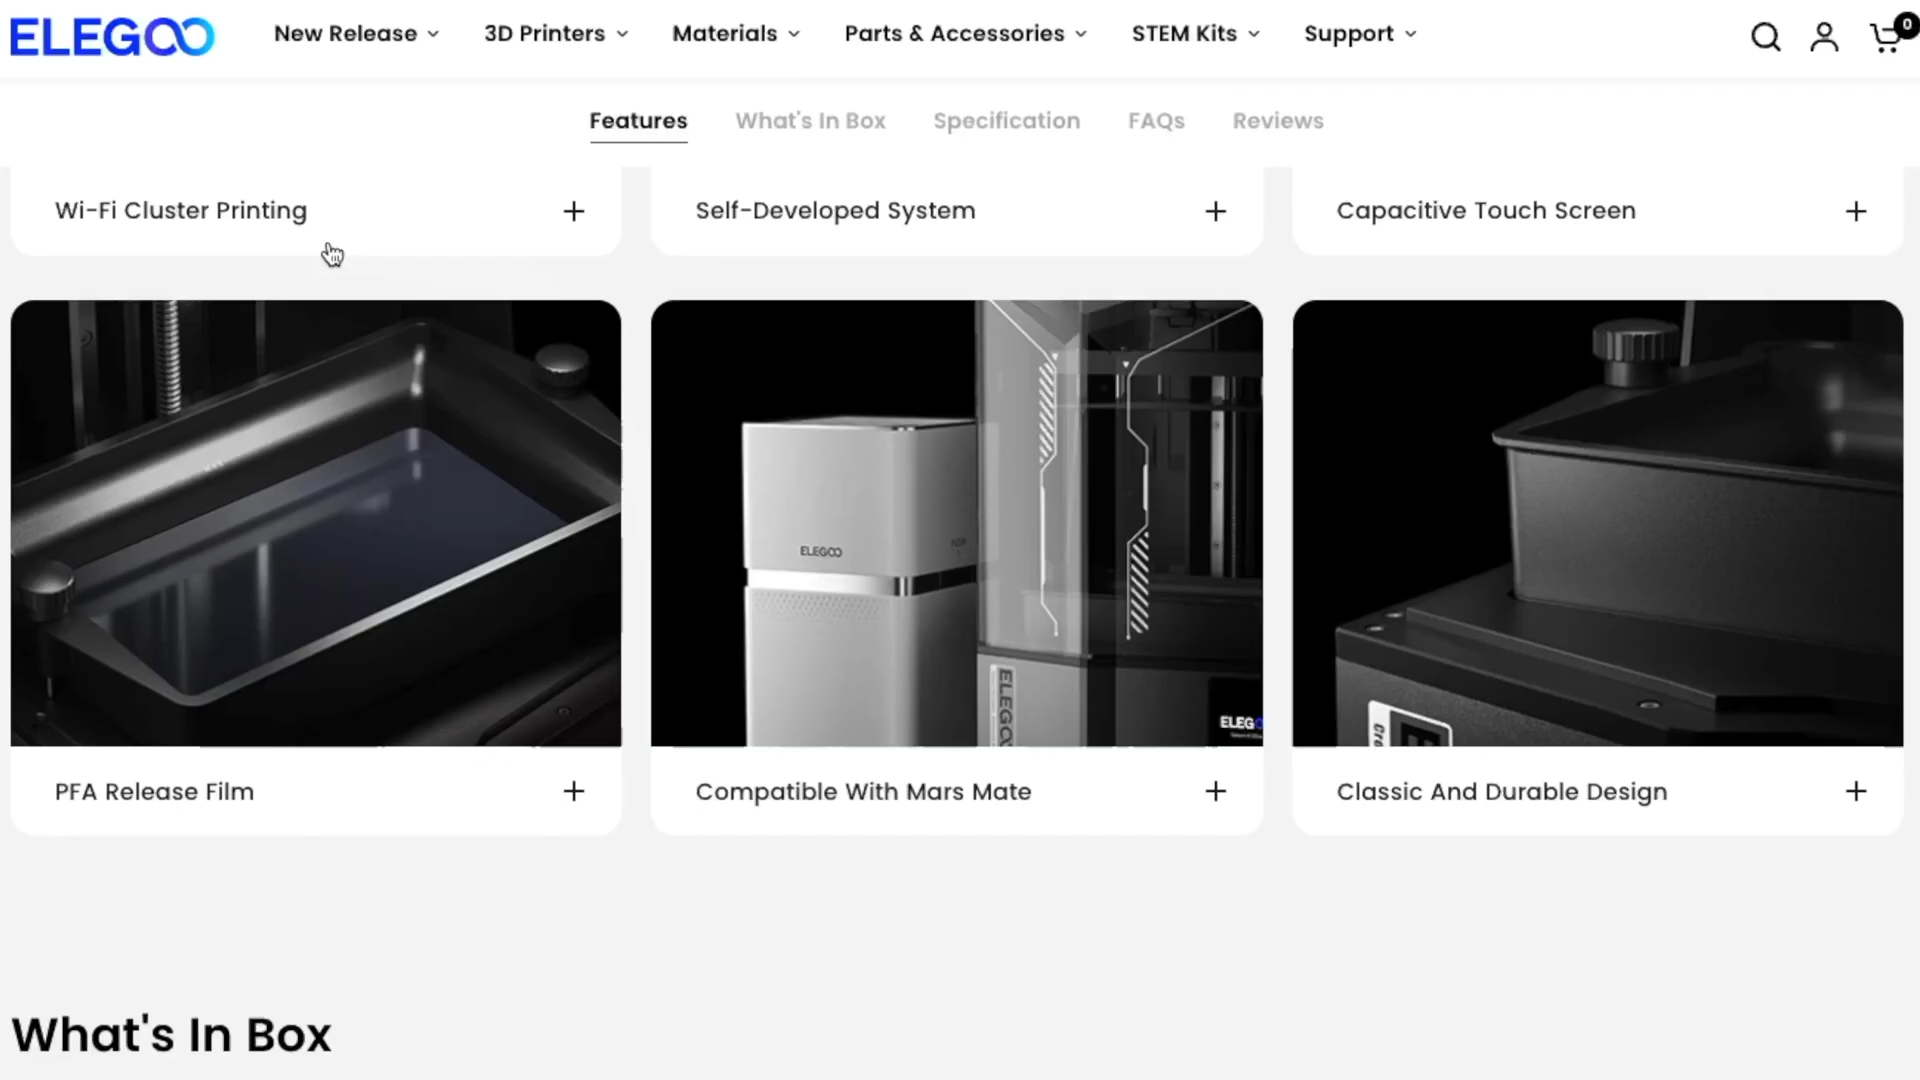 ELEGOO
New Release
3D Printers
Materials
Parts & Accessories
STEM Kits
Support
0
Features
What's In Box
Specification
FAQs
Reviews
Wi-Fi Cluster Printing
Self-Developed System
Capacitive Touch Screen
ELEGOO
ELEGOO
ELEGO
PFA Release Film
Compatible With Mars Mate
Classic And Durable Design
What's In Box